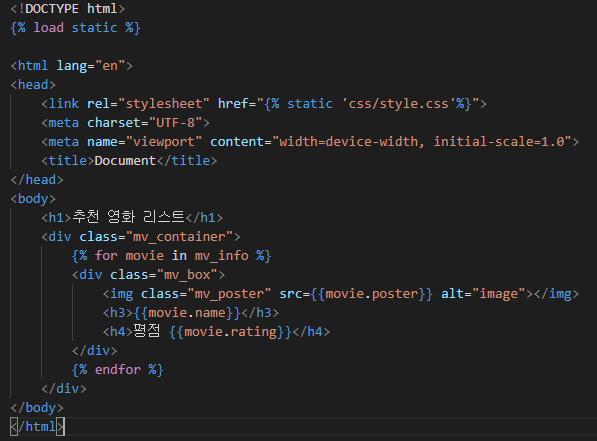 <!DOCTYPE html>
{% load static %}
<html lang="en">
<head>
<link rel="stylesheet" href="{% static 'css/style.css'%}">
<meta charset="UTF-8">
<meta name="viewport" content="width=device-width, initial-scale=1.0">
<title>Document</title>
</head>
<body>
<h1>추천 영화 리스트</h1>
<div class="mv_container">
{% for movie in mv_info %}
<div class="mv_box">
<img class="mv_poster" src={{movie.poster}} alt="image"></img>
<h3>{{movie.name}}</h3>
<h4>평점 {{movie.rating}}</h4>
</div>
{% endfor %}
</div>
</body>
</html>